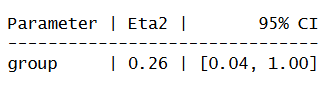 Parameter | Eta2 |       95% CI
-------------------------------
group     | 0.26 | [0.04, 1.00]